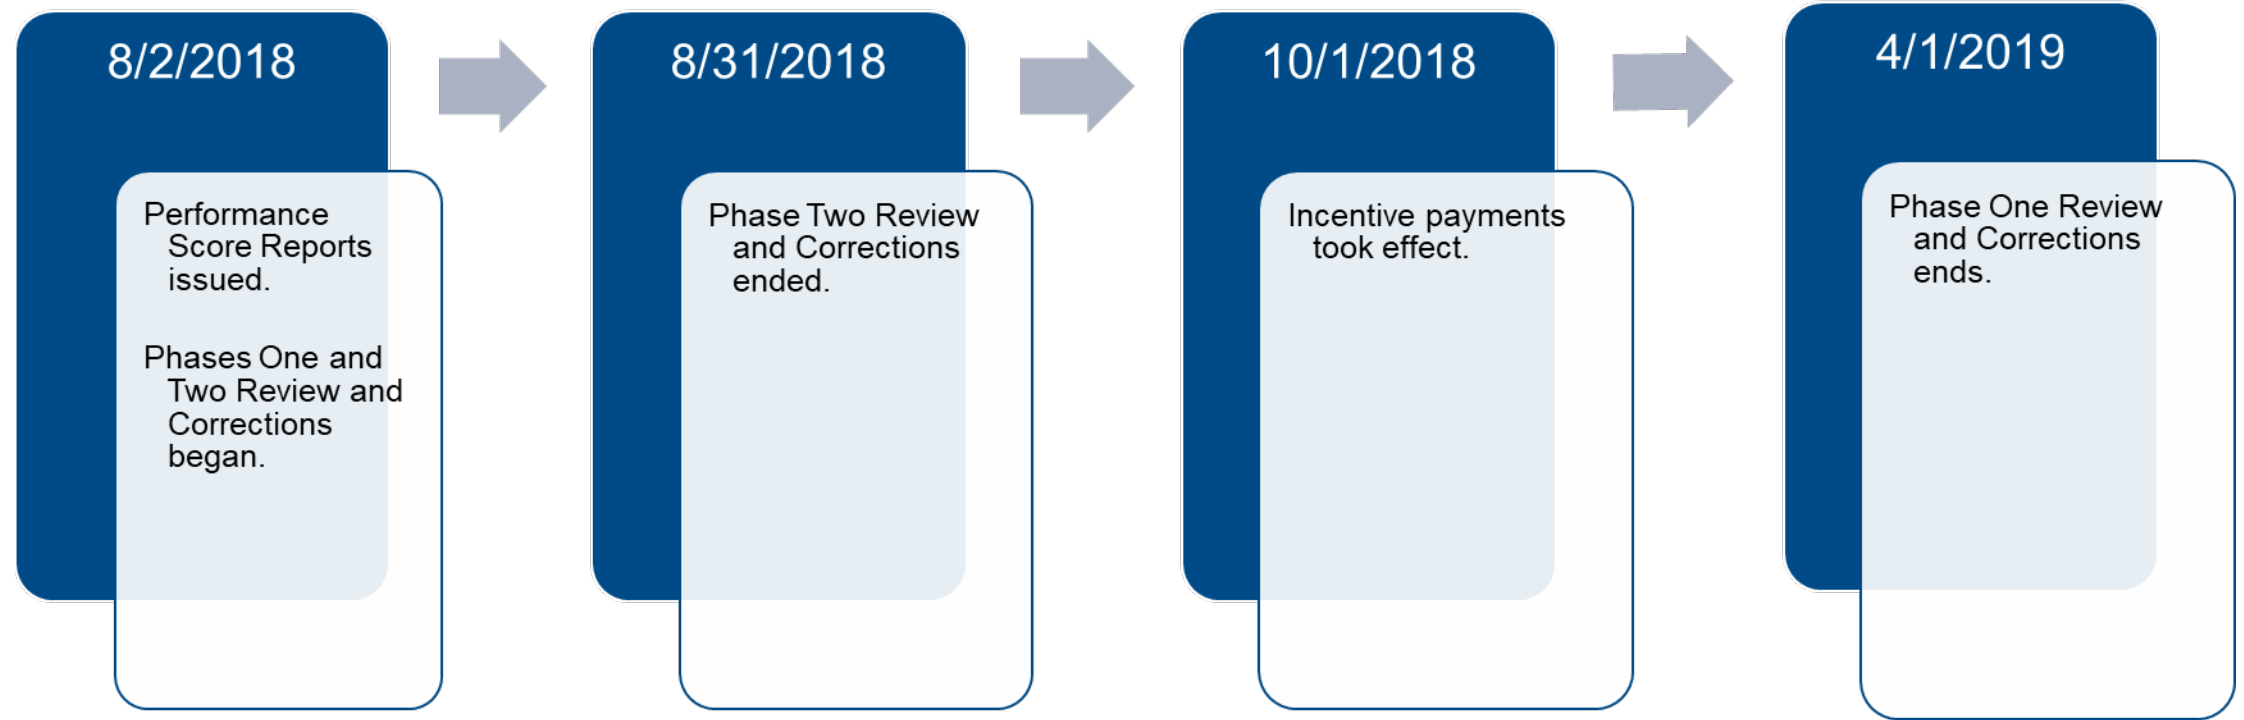 8/2/2018
Performance
Score Reports
issued.
Phases One and
Two Review and
Corrections
began.
8/31/2018
Phase Two Review
and Corrections
ended.
10/1/2018
Incentive payments
took effect.
4/1/2019
Phase One Review
and Corrections
ends.